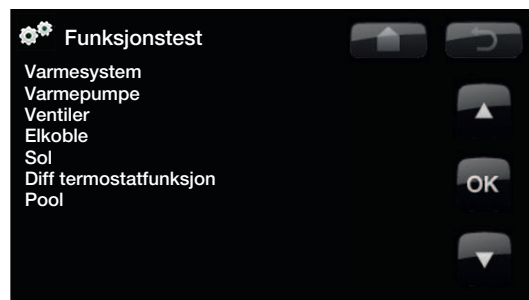 Funksjonstest
Varmesystem
Varmepumpe
Ventiler
Elkoble
Sol
Diff termostatfunksjon
Pool
OK